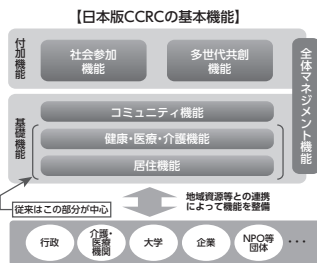 【日本版CCRCの基本機能】
付加機能
社会参加
機能
多世代共創
機能
全体マネジメント機能
基礎機能
コミュニティ機能
健康・医療・介護機能
居住機能
従来はこの部分が中心
地域資源等との連携
によって機能を整備
行政
介護・
医療
機関
大学
企業
NPO等
団体
・・・